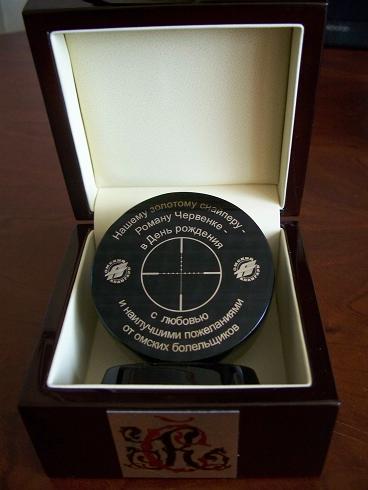 Нашему золотому снайперу -
Роману Червенке -
в День рождения
с любовью
и наилучшими пожеланиями
от омских болельщиков